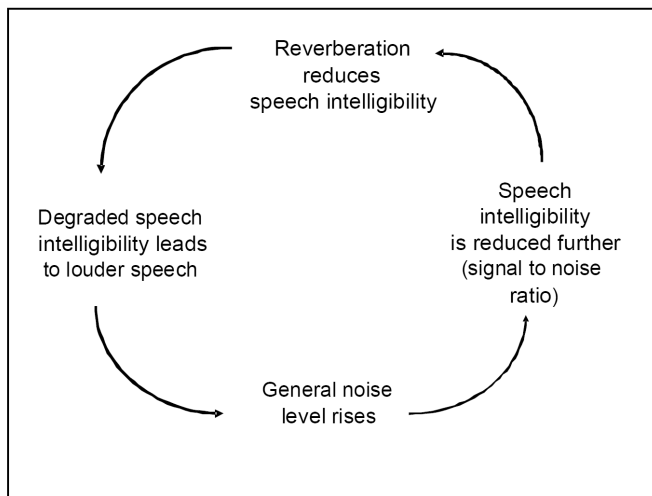 Reverberation
reduces
speech intelligibility
Degraded speech
intelligibility leads
to louder speech
General noise
level rises
Speech
intelligibility
is reduced further
(signal to noise
ratio)